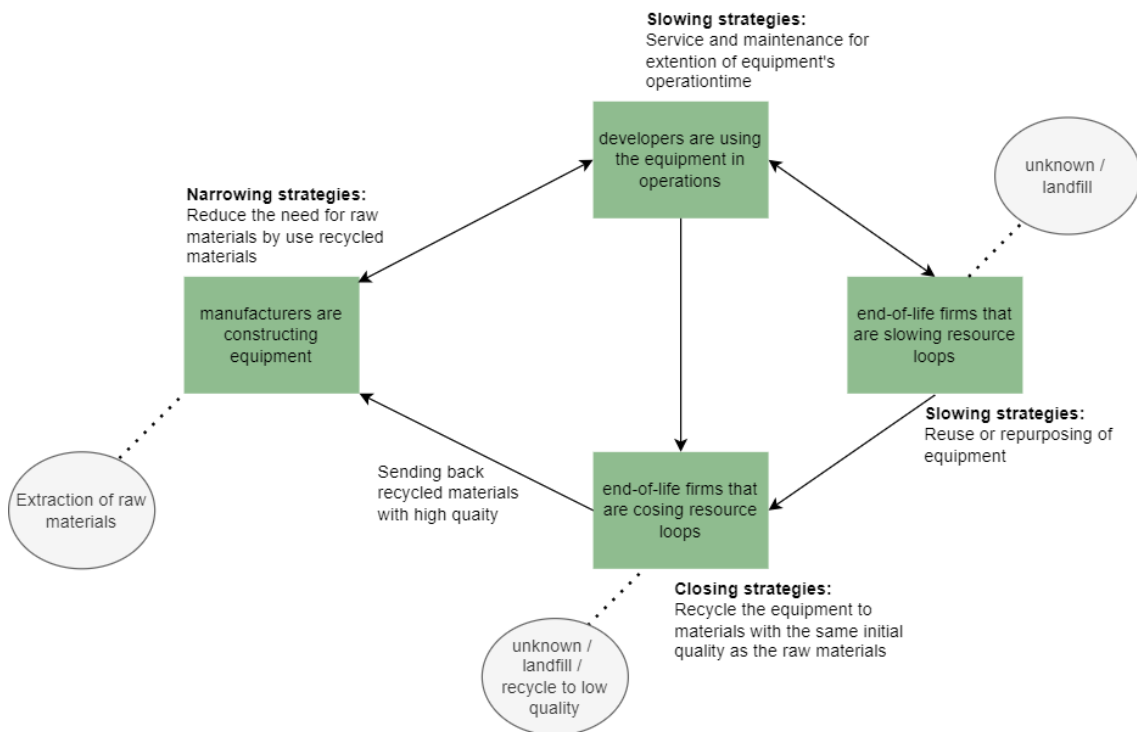 Slowing strategies:
Service and maintenance for
extention of equipment's
operationtime
developers are using
the equipment in
operations
unknown /
landfill
Narrowing strategies:
Reduce the need for raw
materials by use recycled
materials
manufacturers are
constructing
equipment
end-of-life firms that
are slowing resource
loops
Slowing strategies:
Reuse or repurposing of
equipment
Extraction of raw
materials
Sending back
recycled materials
with high quaity
end-of-life firms that
are cosing resource
loops
Closing strategies:
Recycle the equipment to
materials with the same initial
quality as the raw materials
unknown /
landfill /
recycle to low
quality